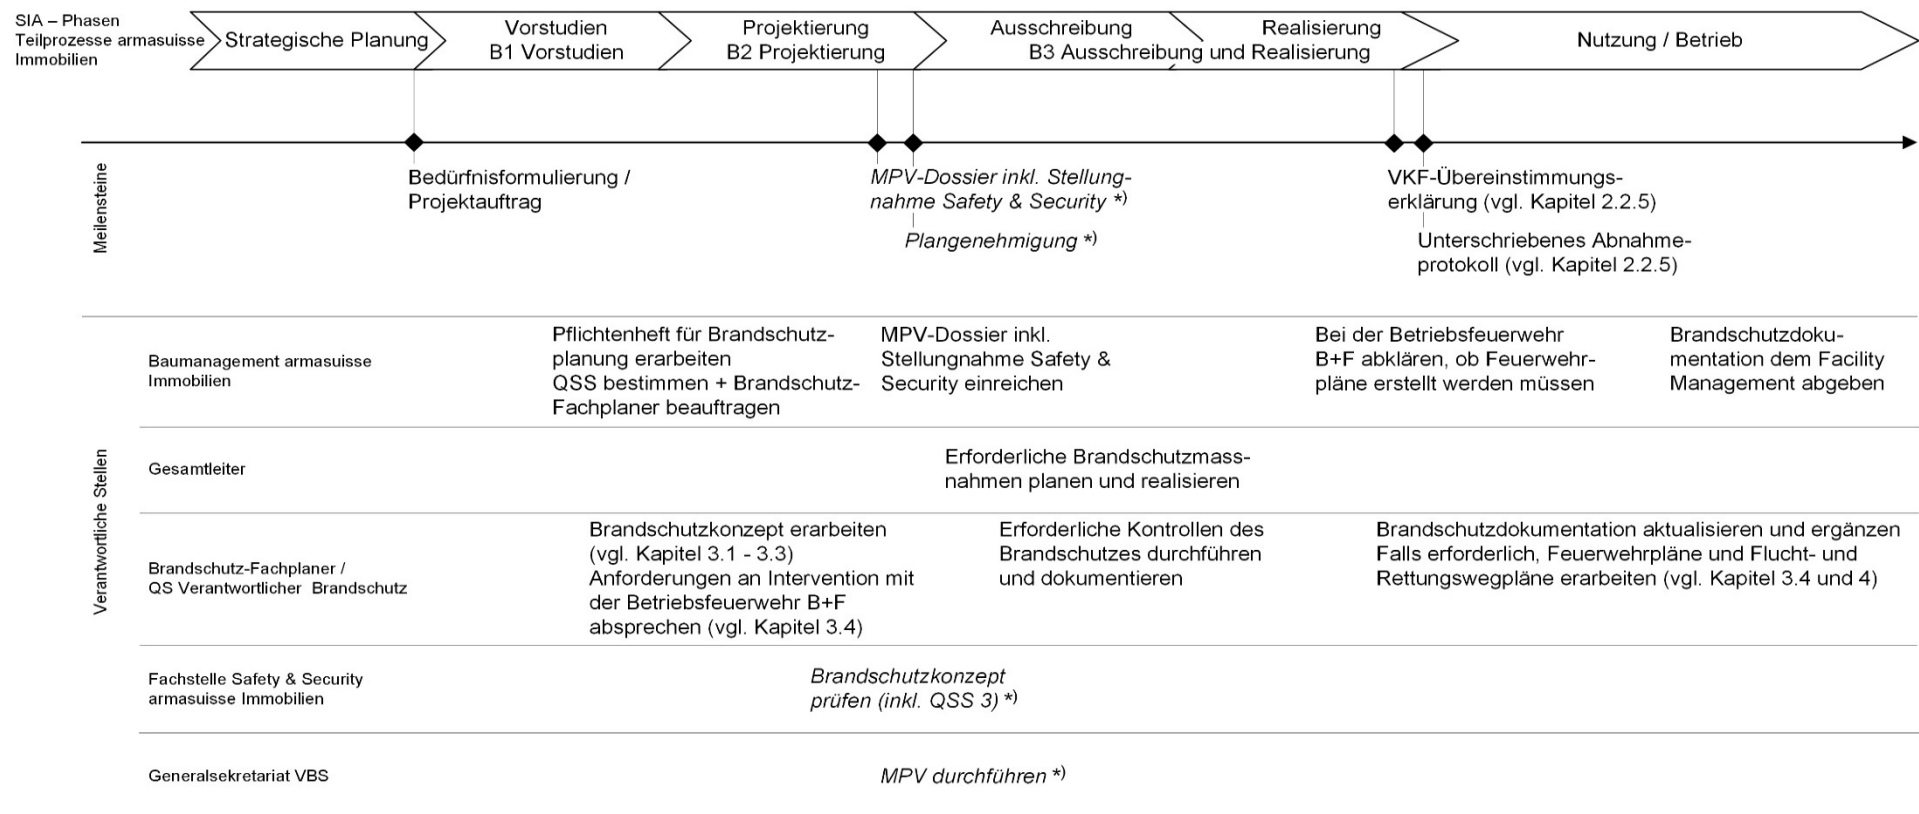 SIA – Phasen
Teilprozesse armasuisse
Immobilien
Strategische Planung
Vorstudien
B1 Vorstudien
Projektierung
B2 Projektierung
Ausschreibung
Realisierung
B3 Ausschreibung und Realisierung
Nutzung / Betrieb
Meilensteine
Bedürfnisformulierung /
Projektauftrag
MPV-Dossier inkl. Stellung-
nahme Safety & Security *)
Plangenehmigung *)
VKF-Übereinstimmungs-
erklärung (vgl. Kapitel 2.2.5)
Unterschriebenes Abnahme-
protokoll (vgl. Kapitel 2.2.5)
Verantwortliche Stellen
Baumanagement armasuisse
Immobilien
Pflichtenheft für Brandschutz-
planung erarbeiten
QSS bestimmen + Brandschutz-
Fachplaner beauftragen
MPV-Dossier inkl.
Stellungnahme Safety &
Security einreichen
Bei der Betriebsfeuerwehr
B+F abklären, ob Feuerwehr-
pläne erstellt werden müssen
Brandschutzdoku-
mentation dem Facility
Management abgeben
Gesamtleiter
Erforderliche Brandschutzmass-
nahmen planen und realisieren
Brandschutz-Fachplaner /
QS Verantwortlicher Brandschutz
Brandschutzkonzept erarbeiten
(vgl. Kapitel 3.1 - 3.3)
Anforderungen an Intervention mit
der Betriebsfeuerwehr B+F
absprechen (vgl. Kapitel 3.4)
Erforderliche Kontrollen des
Brandschutzes durchführen
und dokumentieren
Brandschutzdokumentation aktualisieren und ergänzen
Falls erforderlich, Feuerwehrpläne und Flucht- und
Rettungswegpläne erarbeiten (vgl. Kapitel 3.4 und 4)
Fachstelle Safety & Security
armasuisse Immobilien
Brandschutzkonzept
prüfen (inkl. QSS 3) *)
Generalsekretariat VBS
MPV durchführen *)